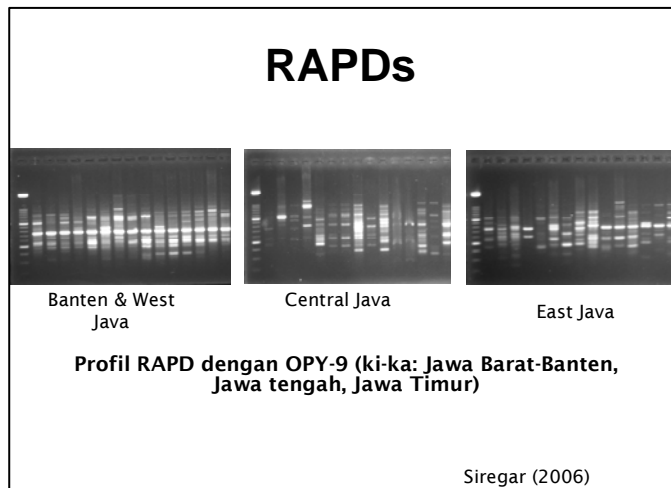 RAPDs
Banten & West
Java
Central Java
East Java
Profil RAPD dengan OPY-9 (ki-ka: Jawa Barat-Banten,
Jawa tengah, Jawa Timur)
Siregar (2006)